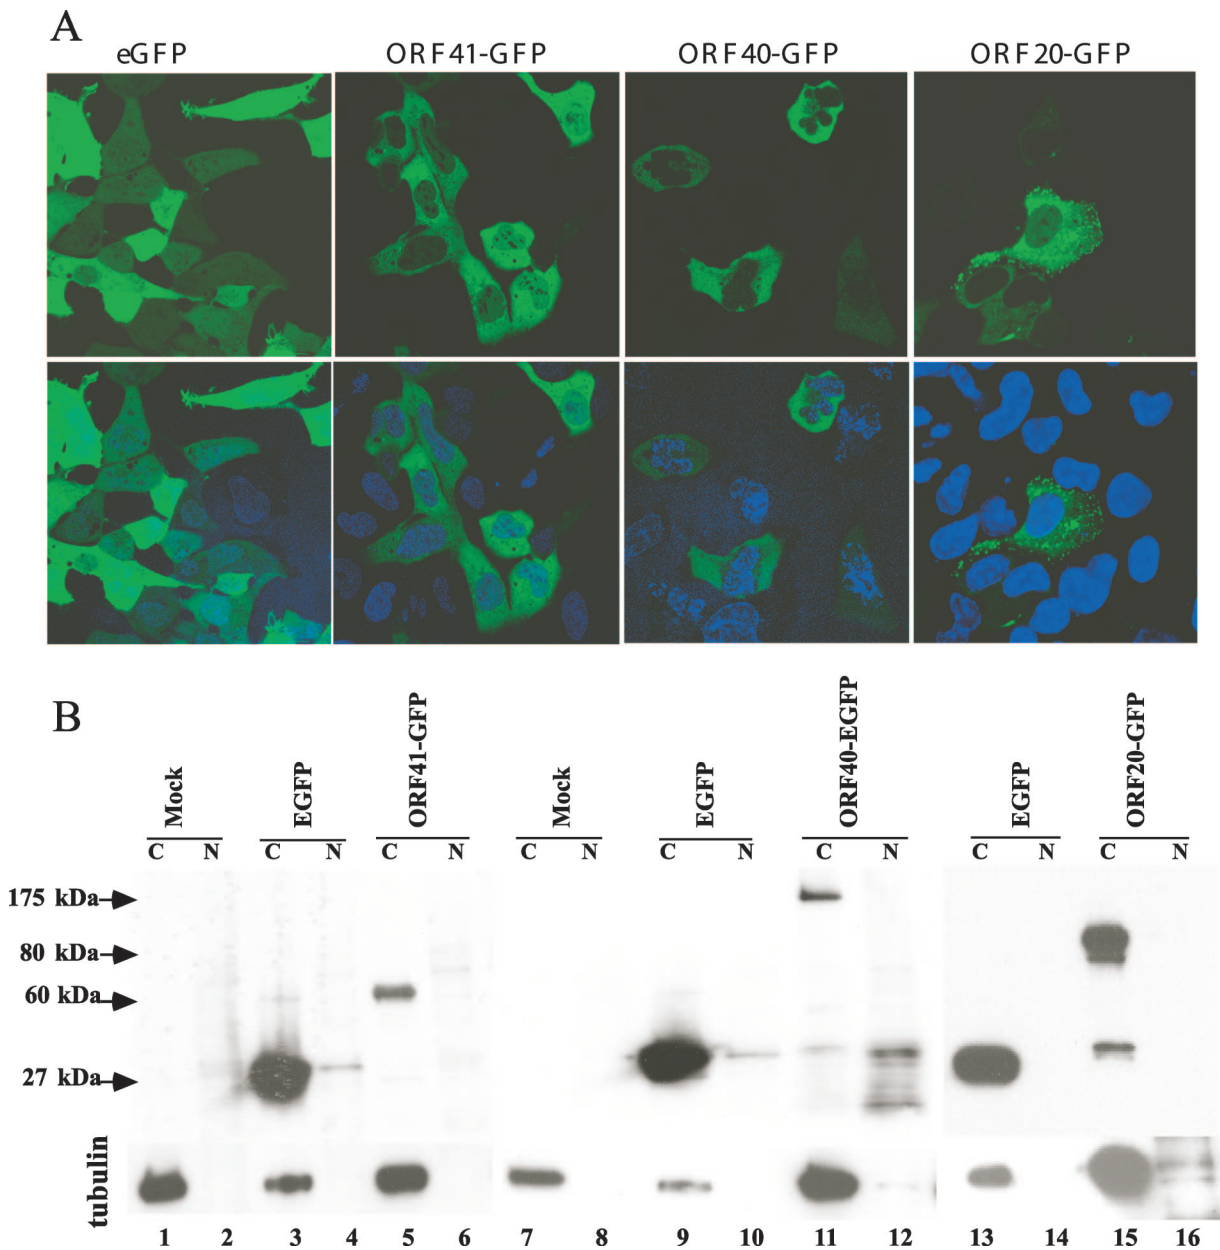 A
eGFP ORF41-GFP ORF40-GFP ORF20-GFP
B
Mock EGFP ORF41-GFP Mock EGFP ORF40-EGFP EGFP ORF20-GFP
C N C N C N C N C N C N C N C N
175 kDa
80 kDa
60 kDa
27 kDa
tubulin
1 2 3 4 5 6 7 8 9 10 11 12 13 14 15 16